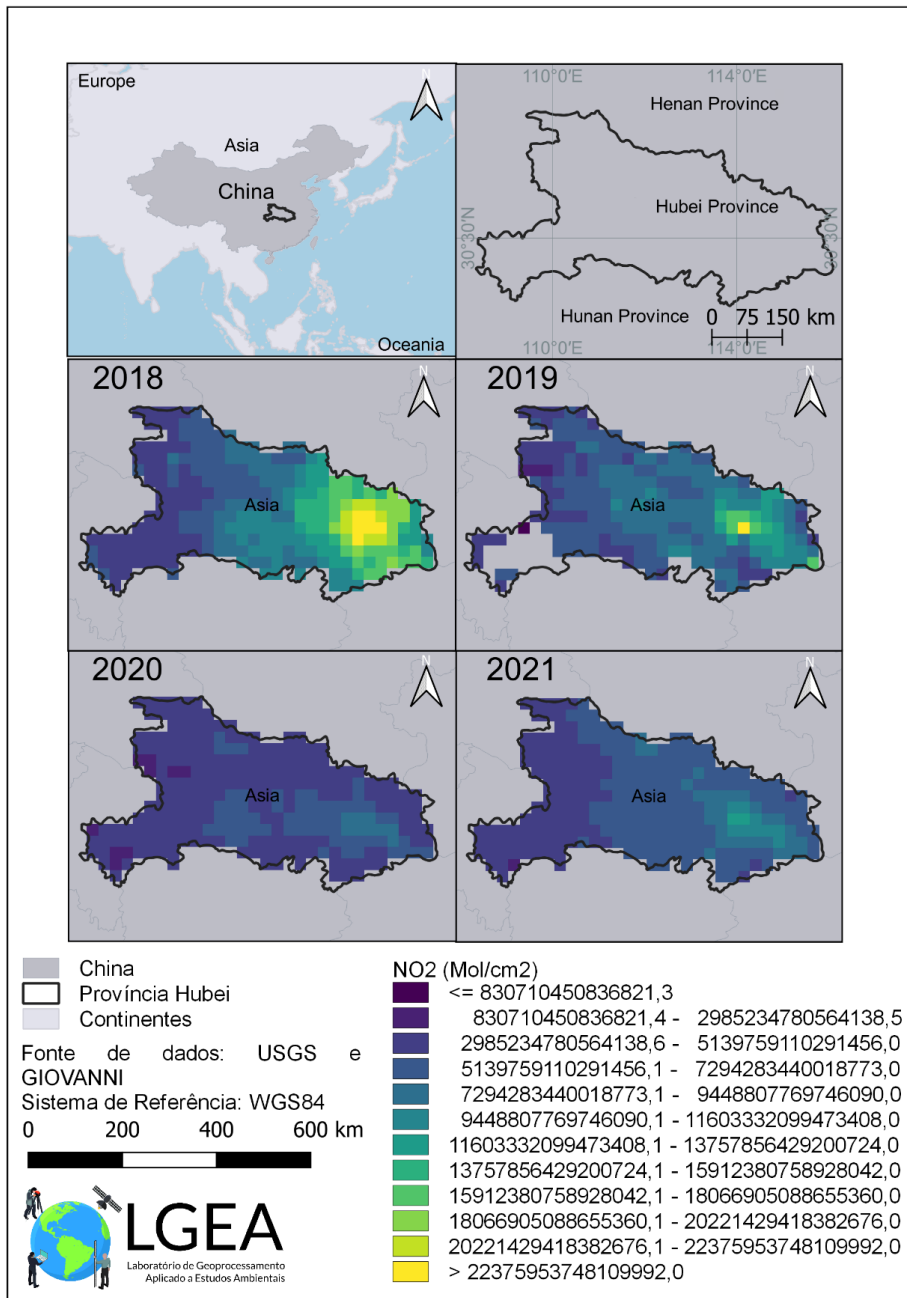 Europe
N
Asia
China
Oceania
110°0'E
114°0'E
Henan Province
Hubei Province
30°30'N
30°30'N
Hunan Province
0 75 150 km
110°0'E
114°0'E
2018
N
Asia
2019
N
Asia
2020
N
Asia
2021
N
Asia
China
Província Hubei
Continentes
Fonte de dados: USGS e
GIOVANNI
Sistema de Referência: WGS84
0 200 400 600 km
LGEA
Laboratório de Geoprocessamento
Aplicado a Estudos Ambientais
NO2 (Mol/cm2)
<= 830710450836821,3
830710450836821,4 - 2985234780564138,5
2985234780564138,6 - 5139759110291456,0
5139759110291456,1 - 7294283440018773,0
7294283440018773,1 - 9448807769746090,0
9448807769746090,1 - 11603332099473408,0
11603332099473408,1 - 13757856429200724,0
13757856429200724,1 - 15912380758928042,0
15912380758928042,1 - 18066905088655360,0
18066905088655360,1 - 20221429418382676,0
20221429418382676,1 - 22375953748109992,0
> 22375953748109992,0